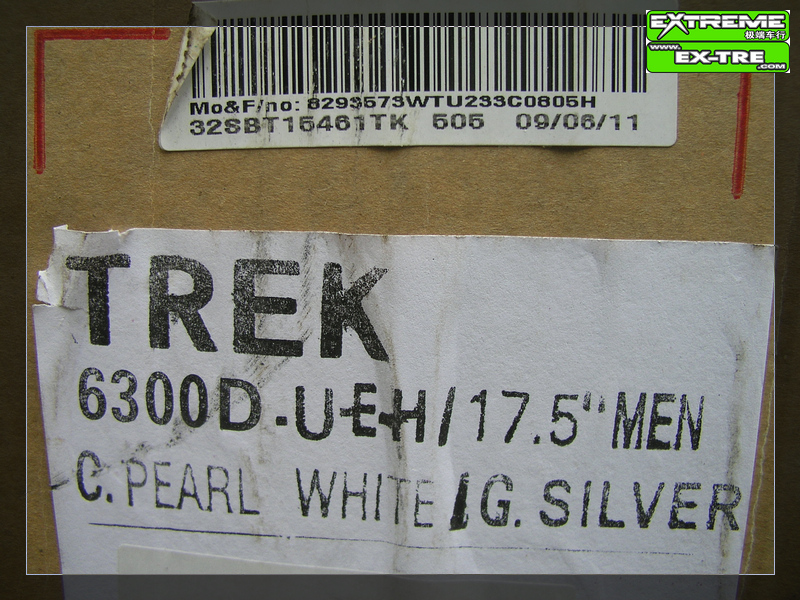 EXTREME
极端车行
www.
EX-TRE
.COM
Mo&F/no: 8293573WTU233C0805H
32SBT15461TK 505 09/06/11
TREK
6300D-UEH/17.5"MEN
C. PEARL WHITE/G. SILVER